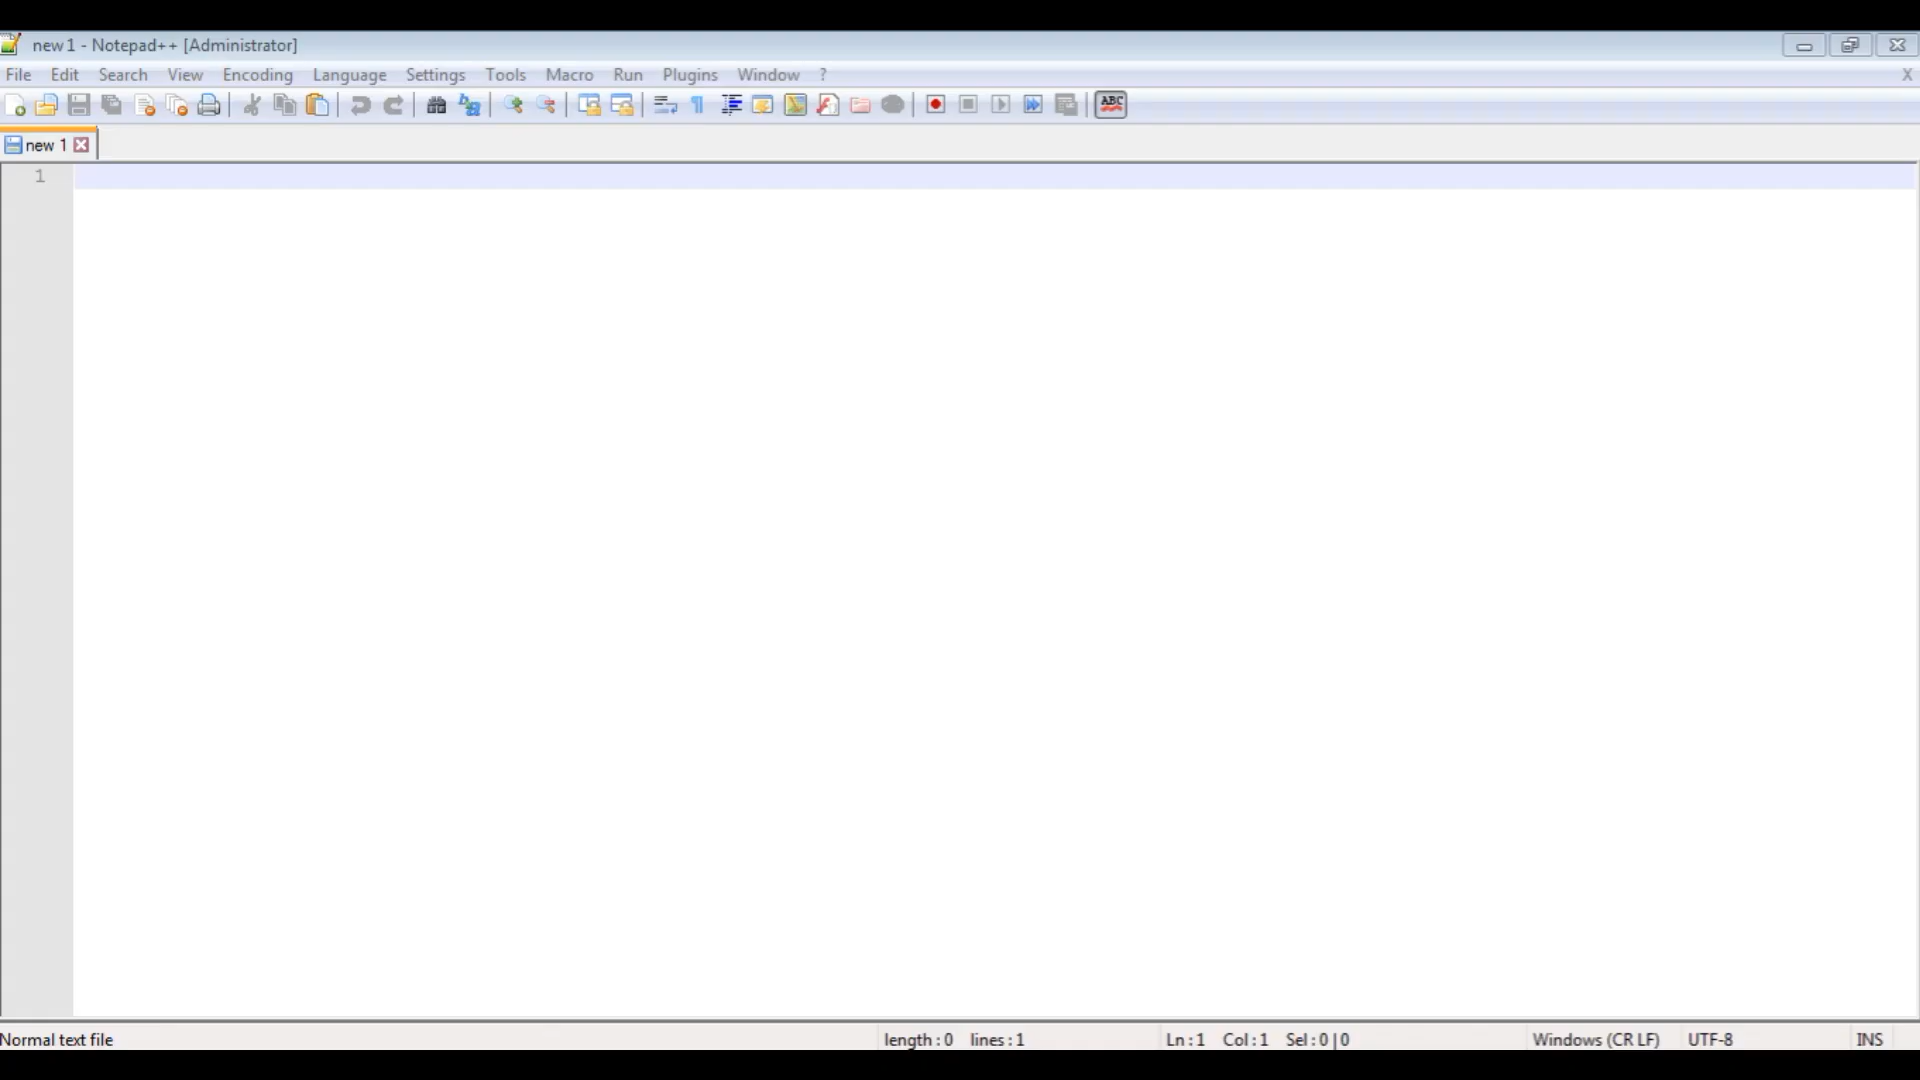 new 1 - Notepad++ [Administrator]
File Edit Search View Encoding Language Settings Tools Macro Run Plugins Window ? X
ABC
new 1
1
Normal text file length : 0 lines : 1 Ln : 1 Col : 1 Sel : 0 | 0 Windows (CR LF) UTF-8 INS